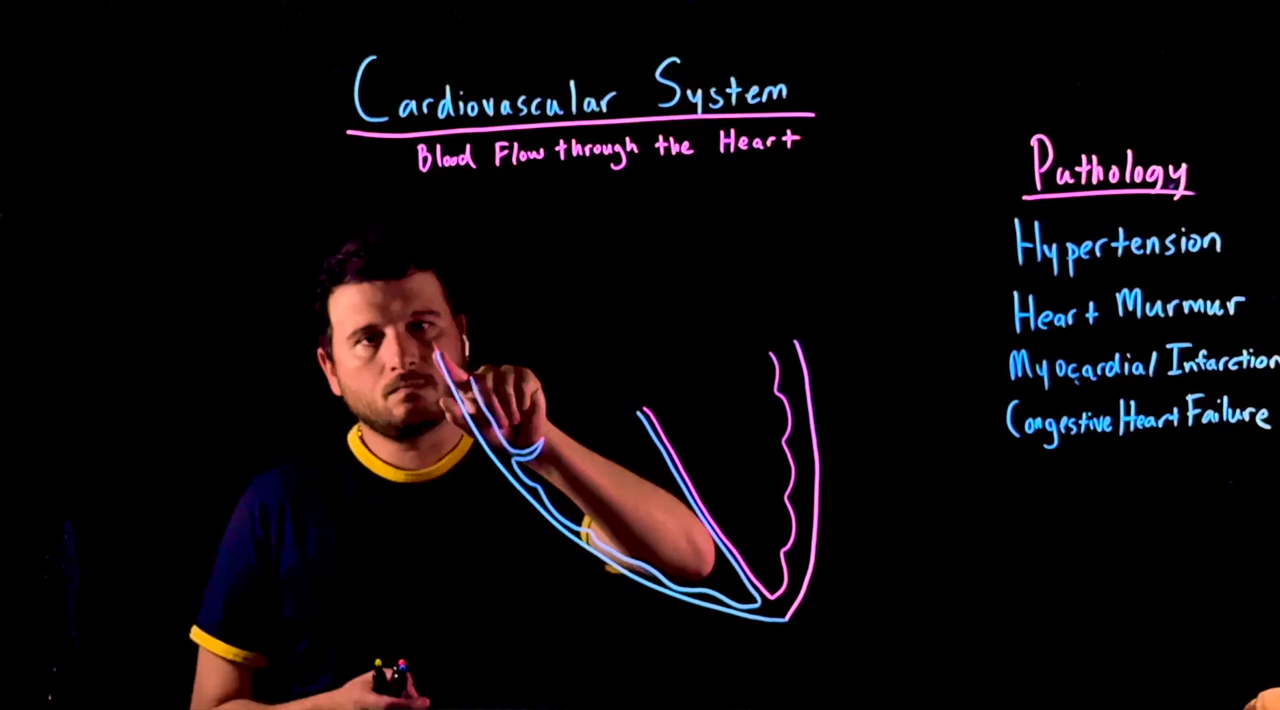 Cardiovascular System
Blood Flow through the Heart
Pathology
Hypertension
Heart Murmur
Myocardial Infarction
Congestive Heart Failure